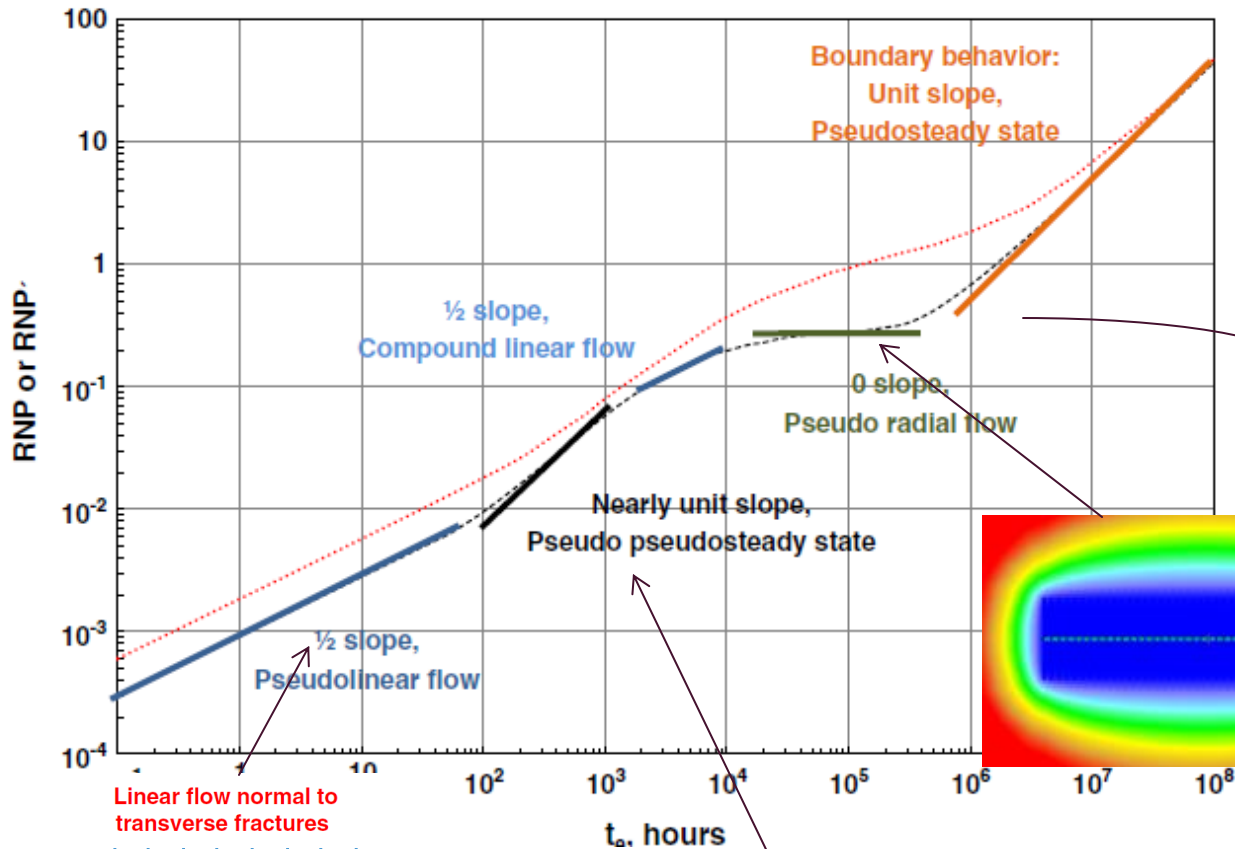 100
10
1
10-1
10-2
10-3
10-4
RNP or RNP′
Boundary behavior:
Unit slope,
Pseudosteady state
½ slope,
Compound linear flow
0 slope,
Pseudo radial flow
Nearly unit slope,
Pseudo pseudosteady state
½ slope,
Pseudolinear flow
1
10
10²
10³
10⁴
10⁵
10⁶
10⁷
10⁸
Linear flow normal to
transverse fractures
te, hours